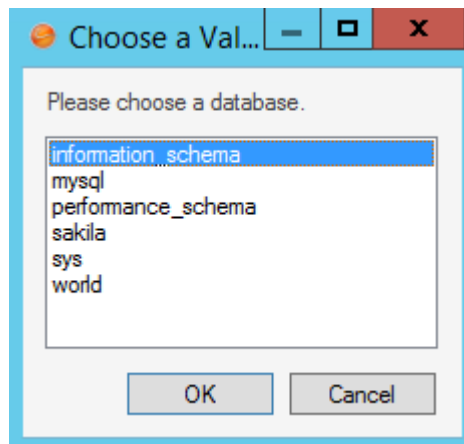 Choose a Val...
Please choose a database.
information_schema
mysql
performance_schema
sakila
sys
world
OK
Cancel